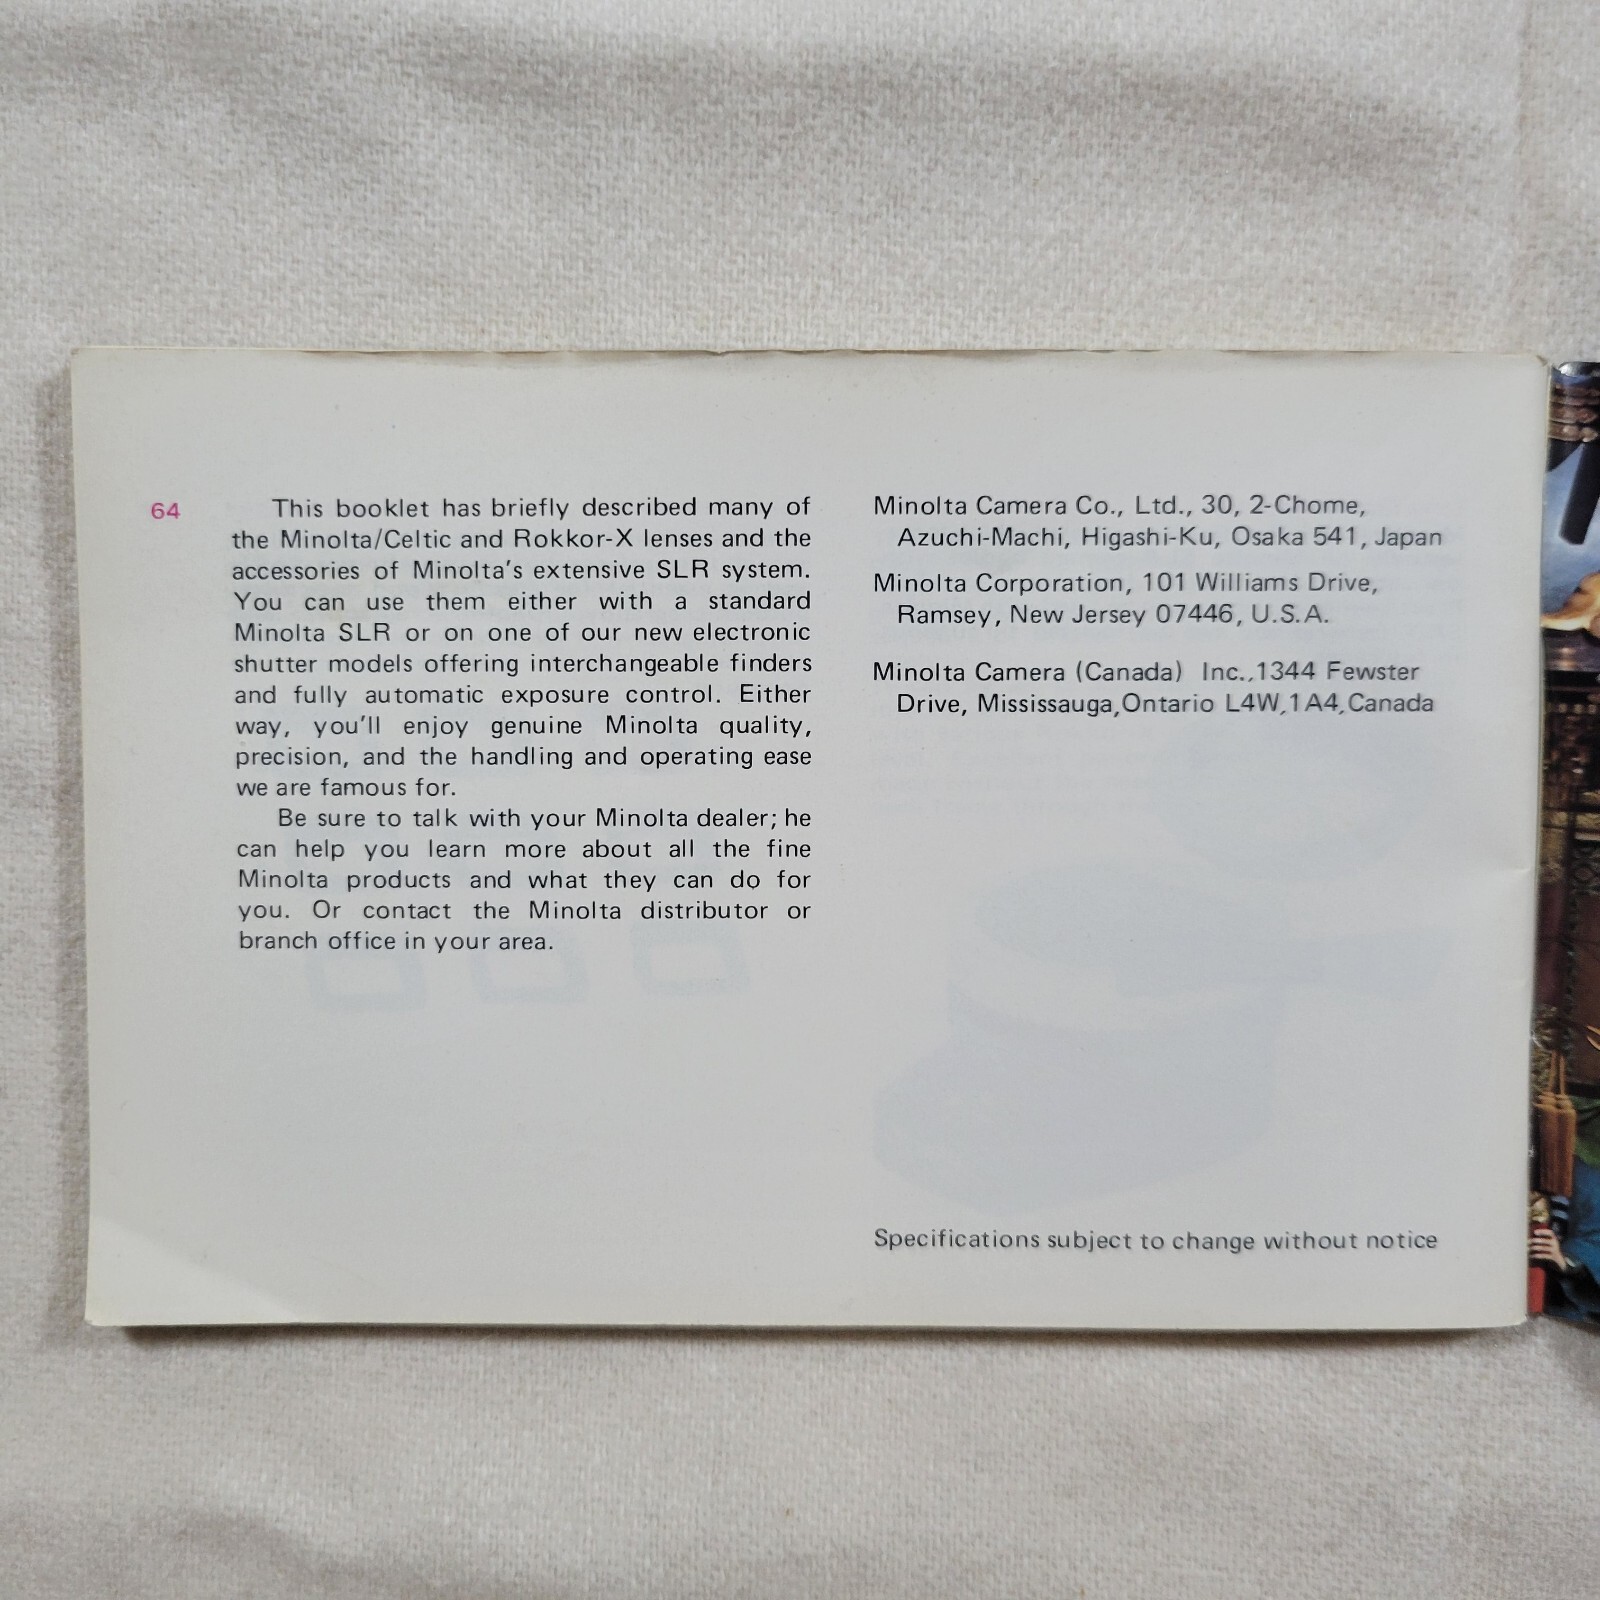 64
This booklet has briefly described many of
the Minolta/Celtic and Rokkor-X lenses and the
accessories of Minolta's extensive SLR system.
You can use them either with a standard
Minolta SLR or on one of our new electronic
shutter models offering interchangeable finders
and fully automatic exposure control. Either
way, you'll enjoy genuine Minolta quality,
precision, and the handling and operating ease
we are famous for.
Be sure to talk with your Minolta dealer; he
can help you learn more about all the fine
Minolta products and what they can do for
you. Or contact the Minolta distributor or
branch office in your area.
Minolta Camera Co., Ltd., 30, 2-Chome,
Azuchi-Machi, Higashi-Ku, Osaka 541, Japan
Minolta Corporation, 101 Williams Drive,
Ramsey, New Jersey 07446, U.S.A.
Minolta Camera (Canada) Inc.,1344 Fewster
Drive, Mississauga,Ontario L4W,1A4,Canada
Specifications subject to change without notice